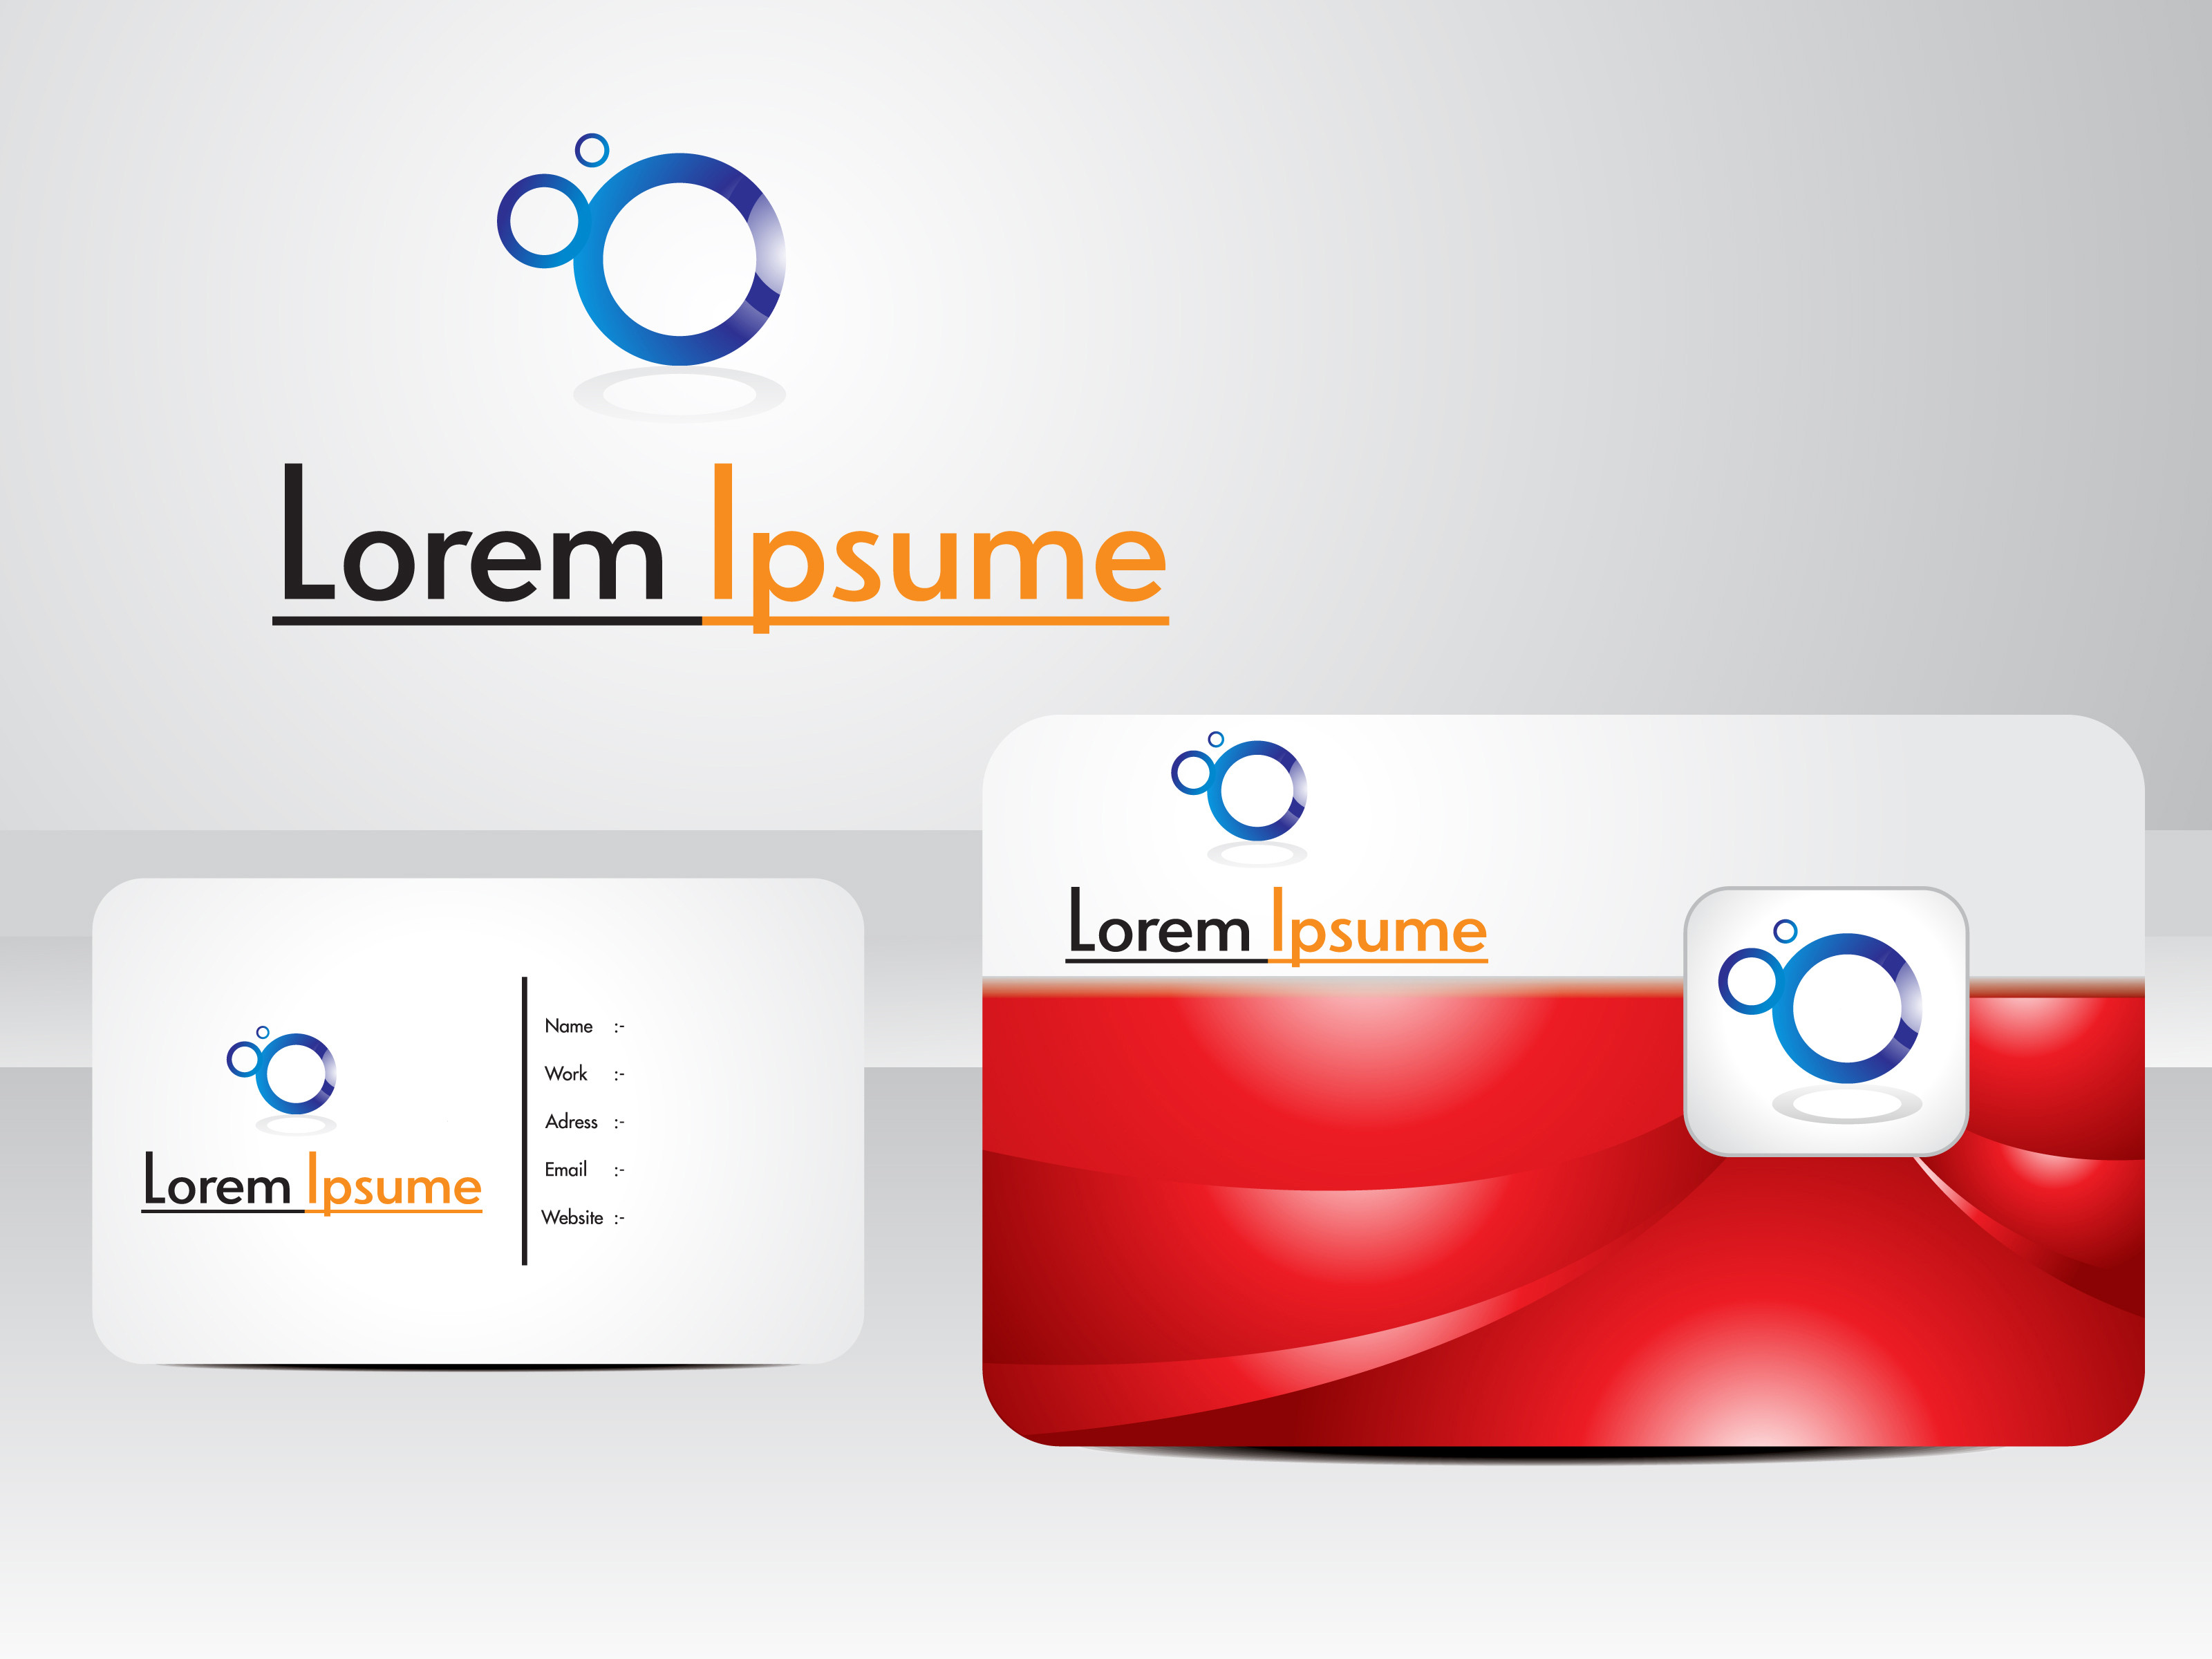 Lorem Ipsume
Lorem Ipsume
Lorem Ipsume
Name :-
Work :-
Adress :-
Email :-
Website :-